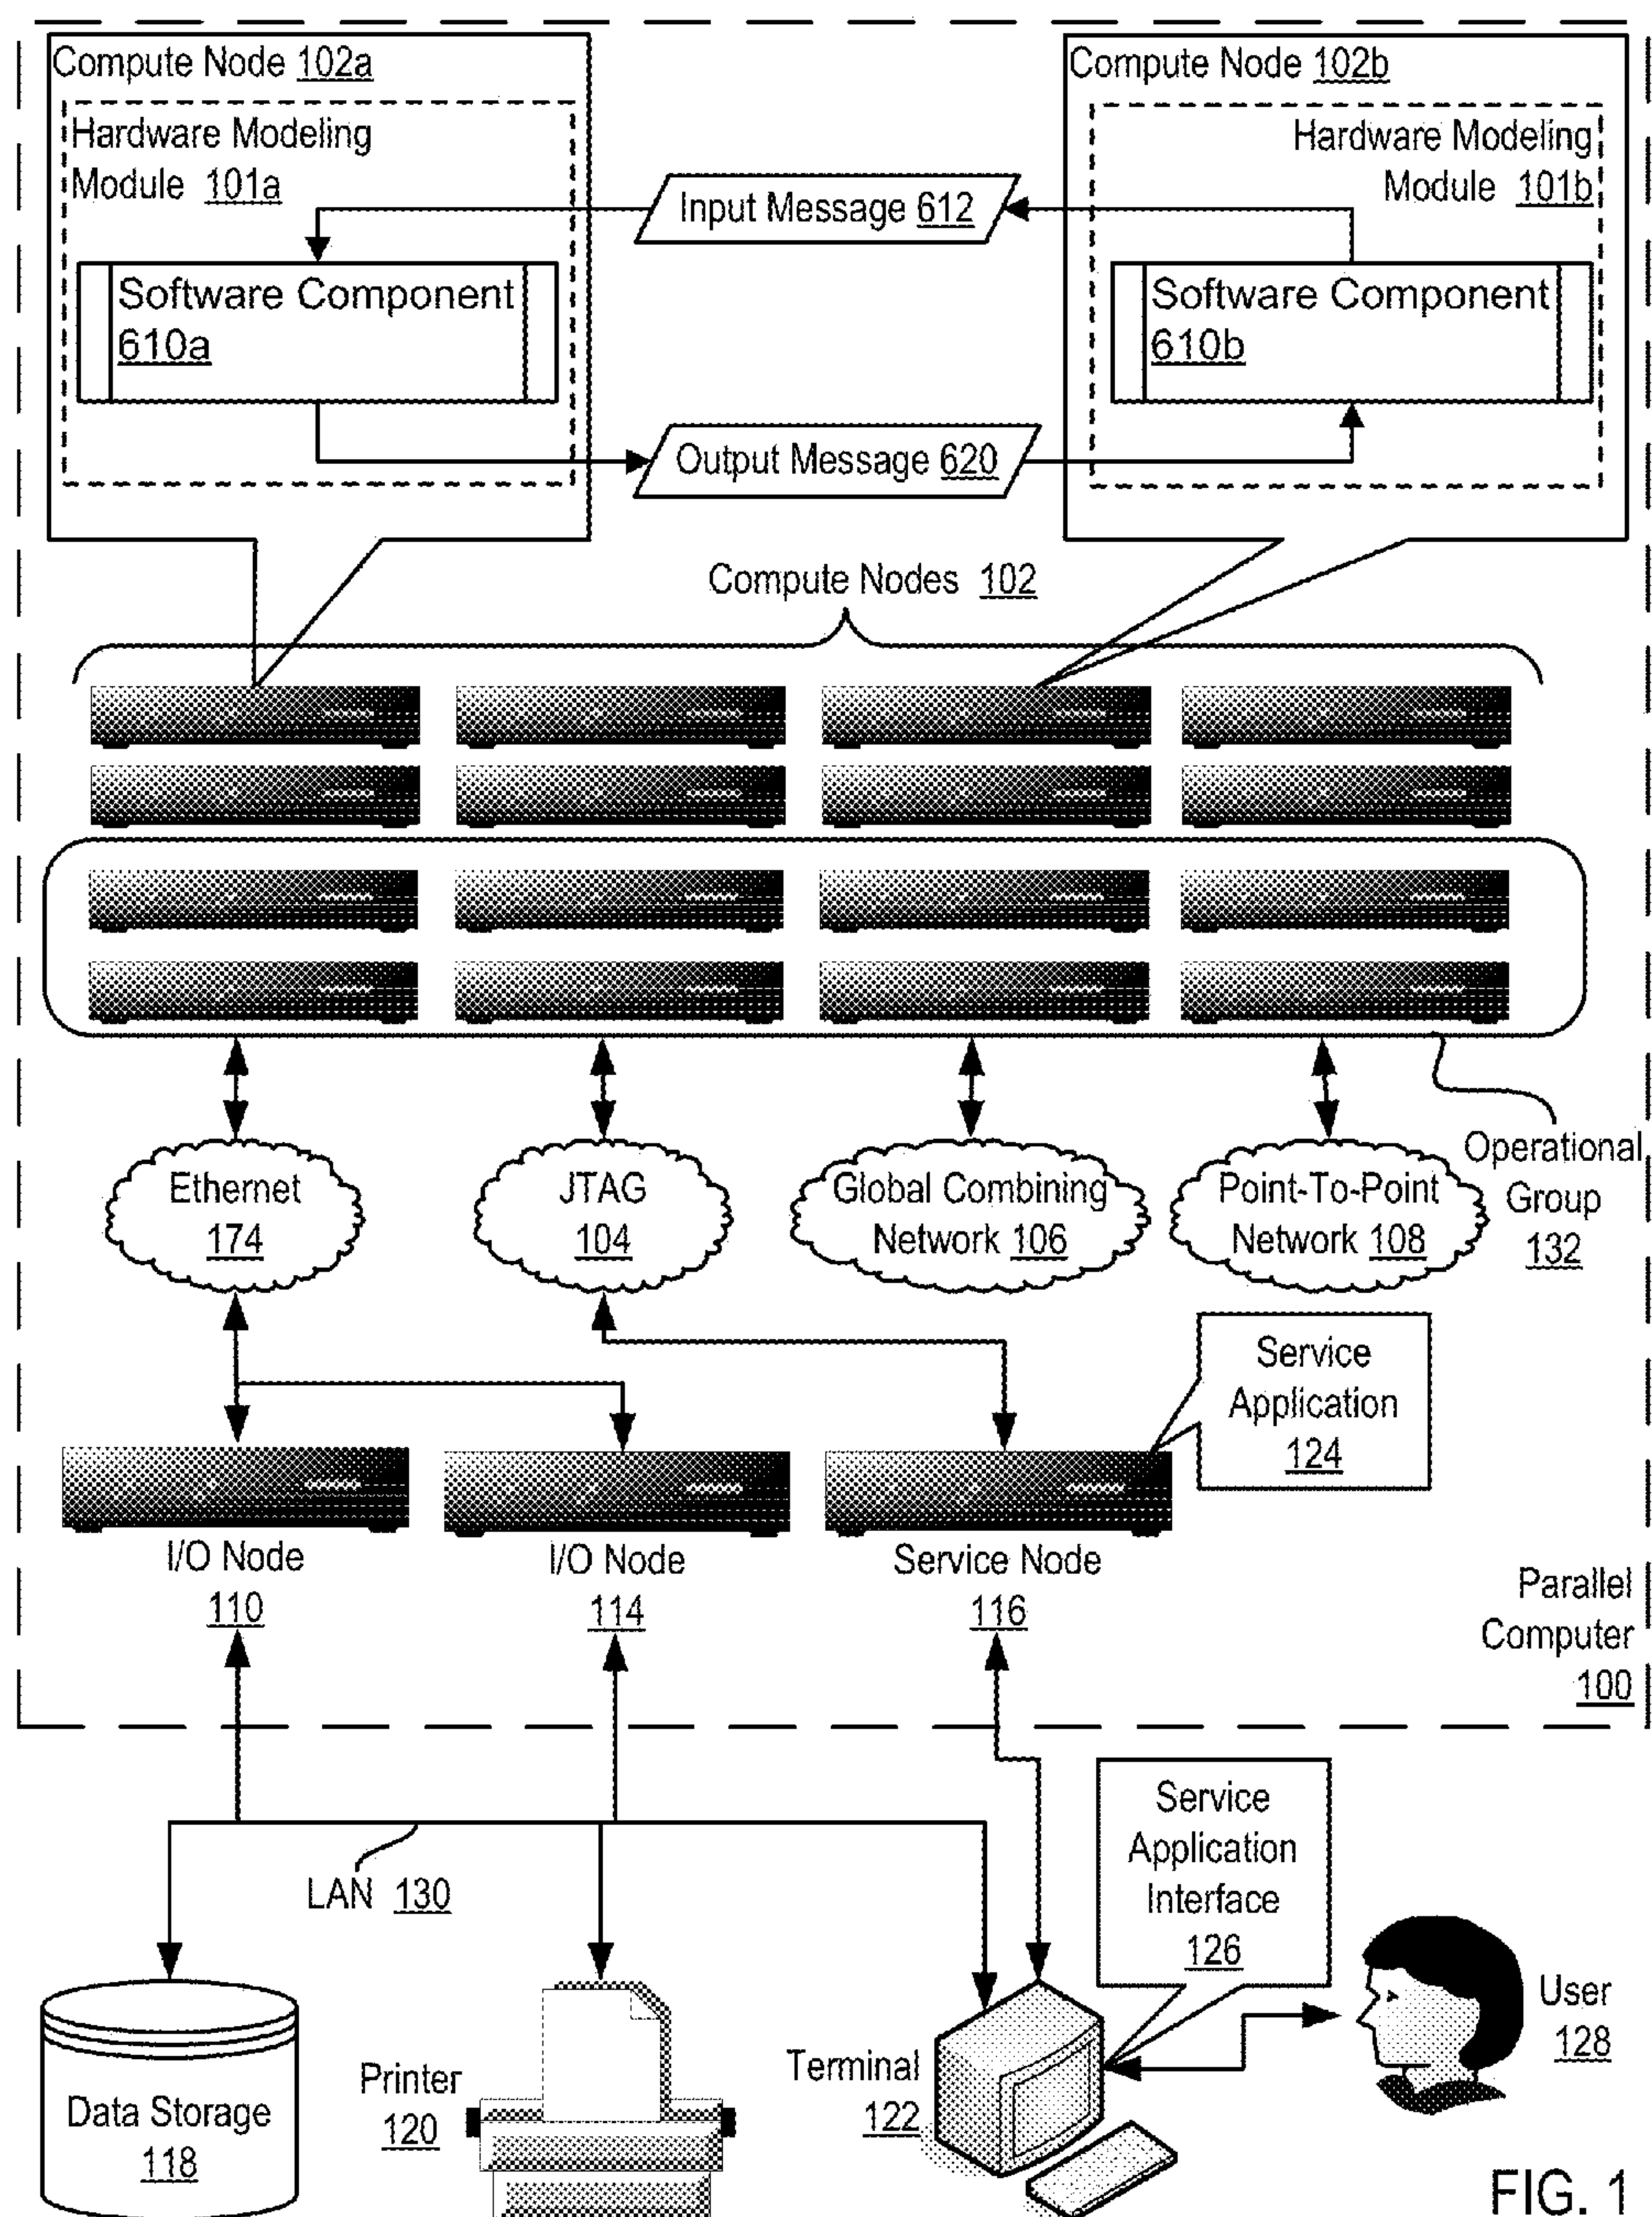 Compute Node 102a
Hardware Modeling
Module 101a
Software Component
610a
Input Message 612
Output Message 620
Compute Node 102b
Hardware Modeling
Module 101b
Software Component
610b
Compute Nodes 102
Ethernet
174
JTAG
104
Global Combining
Network 106
Point-To-Point
Network 108
Operational
Group
132
Service
Application
124
I/O Node
110
I/O Node
114
Service Node
116
Parallel
Computer
100
LAN 130
Service
Application
Interface
126
Data Storage
118
Printer
120
Terminal
122
User
128
FIG. 1